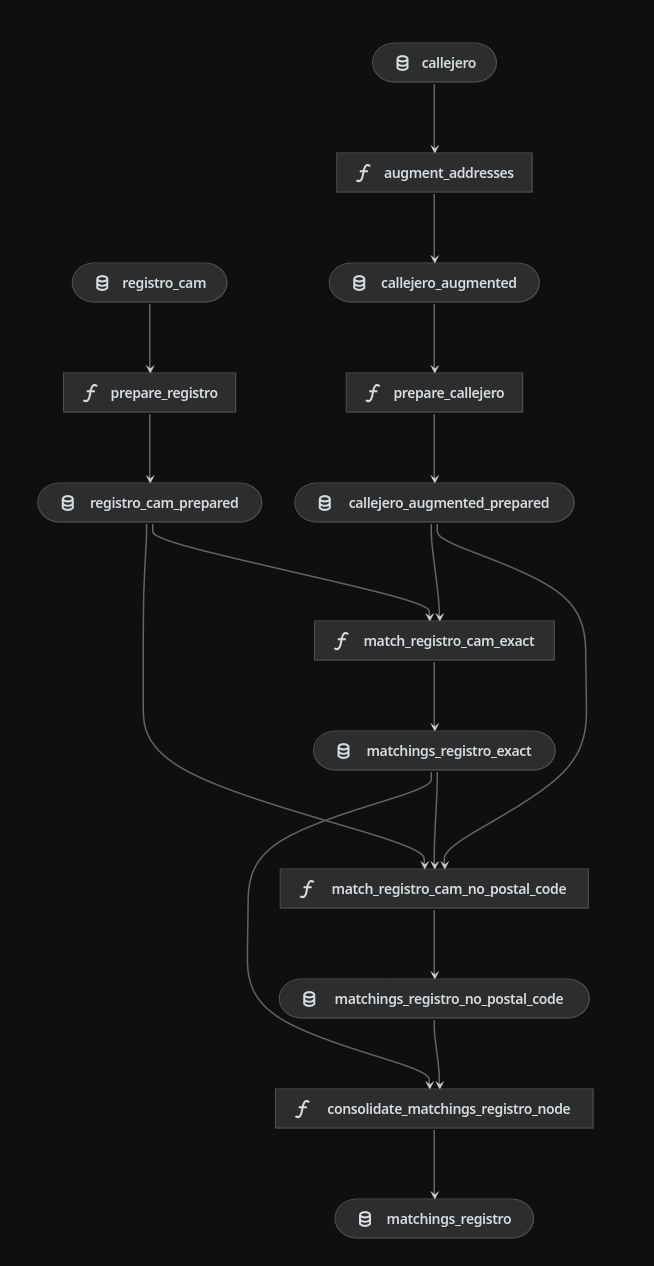 callejero
augment_addresses
registro_cam
callejero_augmented
prepare_registro
prepare_callejero
registro_cam_prepared
callejero_augmented_prepared
match_registro_cam_exact
matchings_registro_exact
match_registro_cam_no_postal_code
matchings_registro_no_postal_code
consolidate_matchings_registro_node
matchings_registro